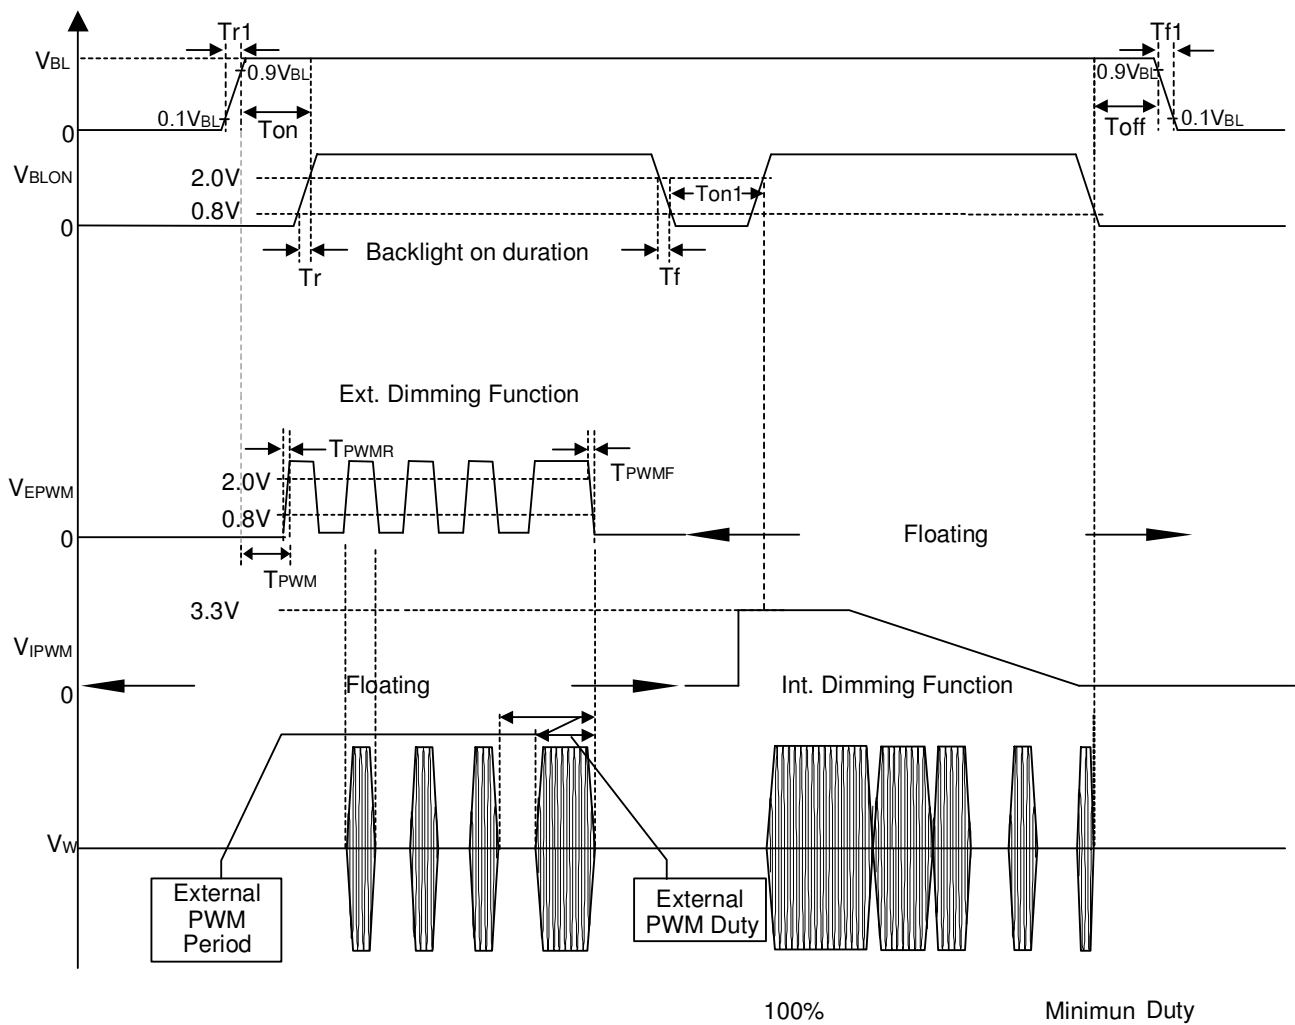 Tr1
Tf1
VBL
0.9VBL
0.9VBL
0.1VBL
Ton
Toff
0.1VBL
0
VBLON
2.0V
Ton1
0.8V
0
Backlight on duration
Tr
Tf
Ext. Dimming Function
TPWMR
TPWMF
2.0V
VEPWM
0.8V
0
Floating
TPWM
3.3V
VIPWM
0
Floating
Int. Dimming Function
VW
External
PWM
Period
External
PWM Duty
100%
Minimun Duty